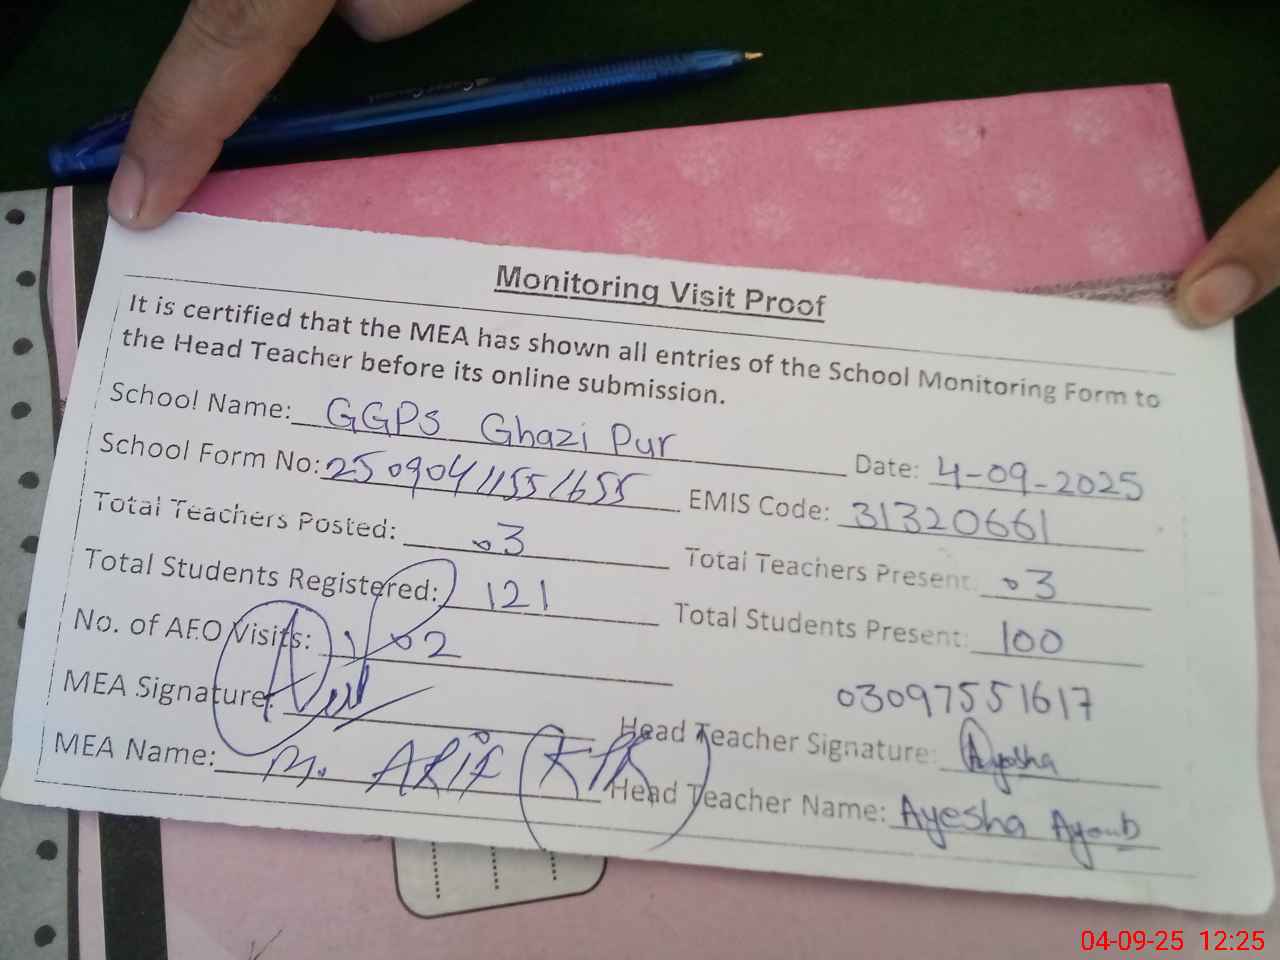 Monitoring Visit Proof
It is certified that the MEA has shown all entries of the School Monitoring Form to
the Head Teacher before its online submission.
School Name: GGPS Ghazi Pur Date: 4-09-2025
School Form No: 25090411551655 EMIS Code: 31320661
Total Teachers Posted: 03 Total Teachers Present: 03
Total Students Registered: 121 Total Students Present: 100
No. of AEO Visits: 02
03097551617
MEA Signature: Head Teacher Signature: Ayesha
MEA Name: M. ARIF Head Teacher Name: Ayesha Ayoub
04-09-25 12:25